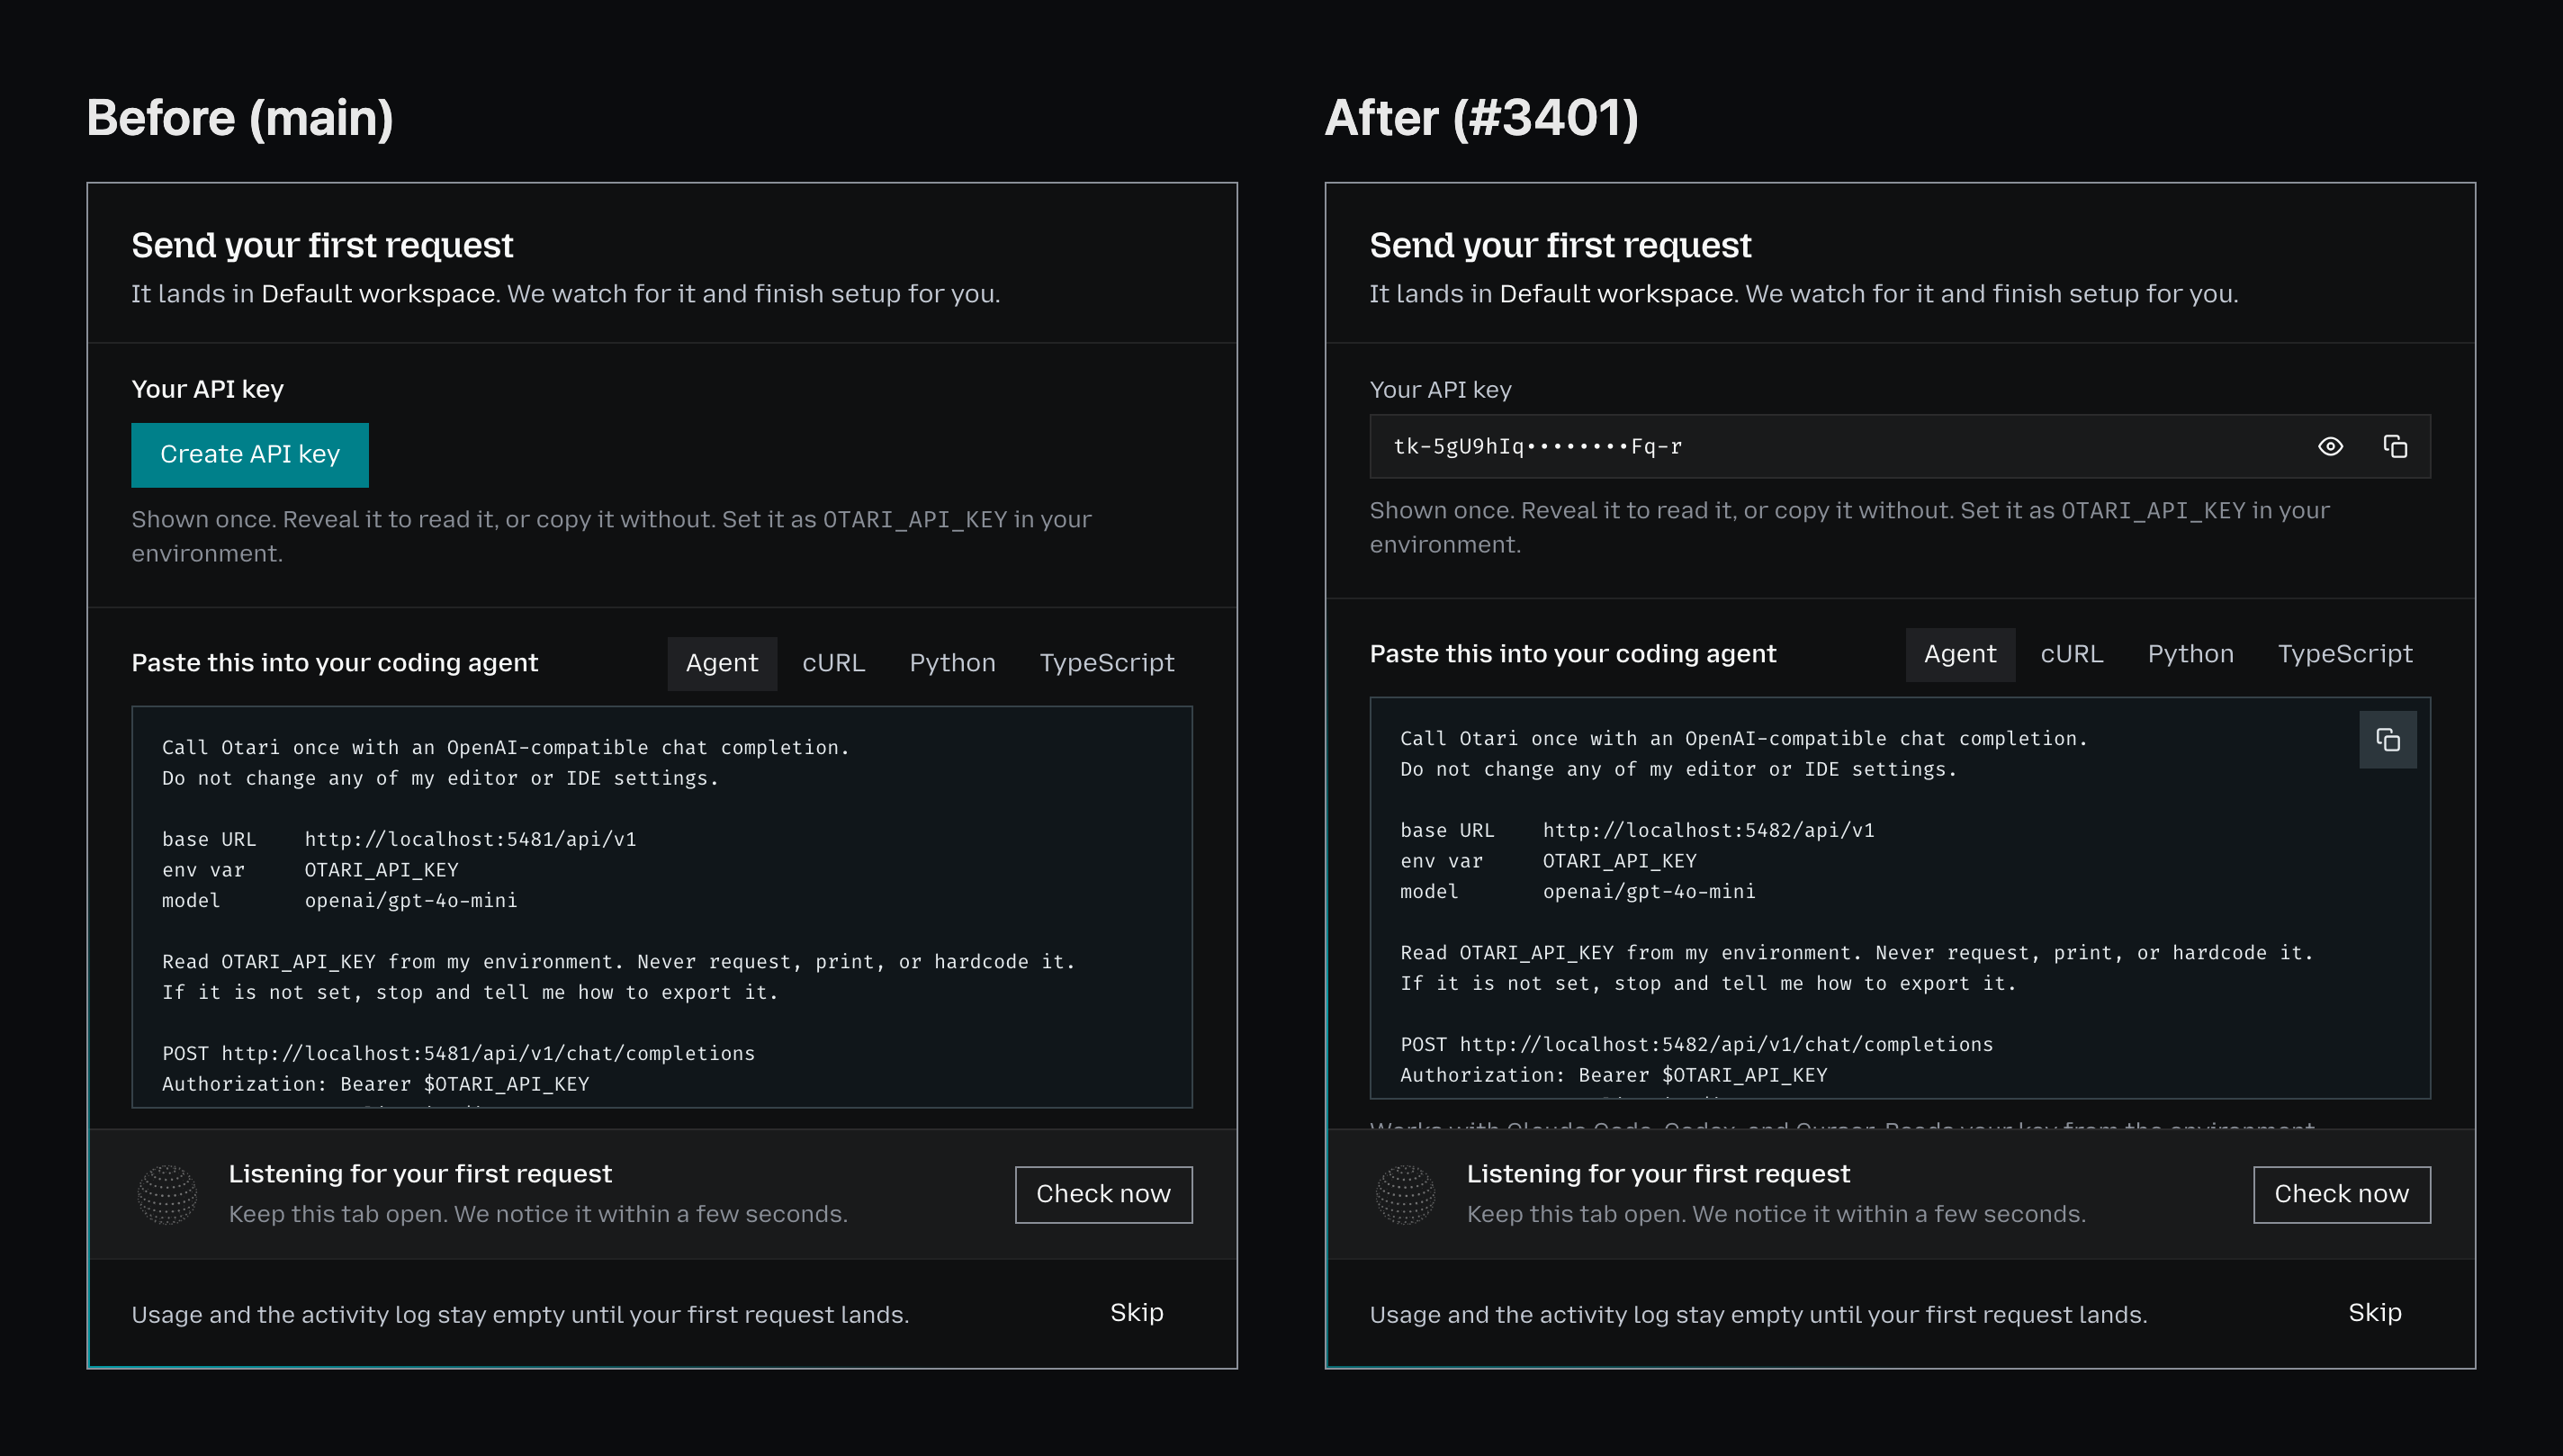 Before (main)
Send your first request
It lands in Default workspace. We watch for it and finish setup for you.
Your API key
Create API key
Shown once. Reveal it to read it, or copy it without. Set it as OTARI_API_KEY in your
environment.
Paste this into your coding agent
Agent cURL Python TypeScript
Call Otari once with an OpenAI-compatible chat completion.
Do not change any of my editor or IDE settings.
base URL http://localhost:5481/api/v1
env var OTARI_API_KEY
model openai/gpt-4o-mini
Read OTARI_API_KEY from my environment. Never request, print, or hardcode it.
If it is not set, stop and tell me how to export it.
POST http://localhost:5481/api/v1/chat/completions
Authorization: Bearer $OTARI_API_KEY
Listening for your first request
Keep this tab open. We notice it within a few seconds.
Check now
Usage and the activity log stay empty until your first request lands.
Skip
After (#3401)
Send your first request
It lands in Default workspace. We watch for it and finish setup for you.
Your API key
tk-5gU9hIq••••••••Fq-r
Shown once. Reveal it to read it, or copy it without. Set it as OTARI_API_KEY in your
environment.
Paste this into your coding agent
Agent cURL Python TypeScript
Call Otari once with an OpenAI-compatible chat completion.
Do not change any of my editor or IDE settings.
base URL http://localhost:5482/api/v1
env var OTARI_API_KEY
model openai/gpt-4o-mini
Read OTARI_API_KEY from my environment. Never request, print, or hardcode it.
If it is not set, stop and tell me how to export it.
POST http://localhost:5482/api/v1/chat/completions
Authorization: Bearer $OTARI_API_KEY
Works with Claude Code, Codex, and Cursor. Reads your key from the environment.
Listening for your first request
Keep this tab open. We notice it within a few seconds.
Check now
Usage and the activity log stay empty until your first request lands.
Skip